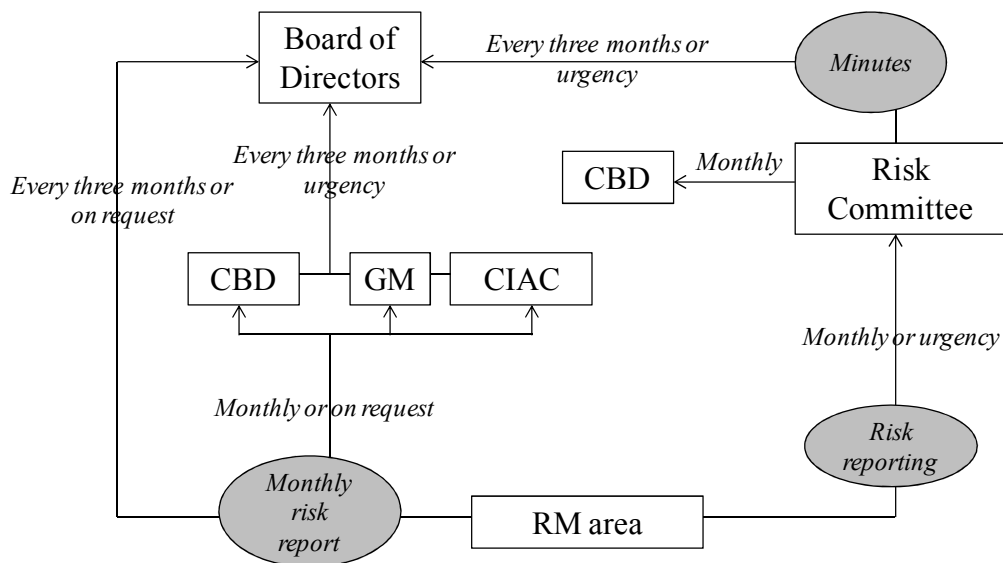 Board of
Directors
Every three months or
urgency
Minutes
Every three months or
on request
Every three months or
urgency
CBD
Monthly
Risk
Committee
CBD
GM
CIAC
Monthly or urgency
Monthly or on request
Risk
reporting
Monthly
risk
report
RM area